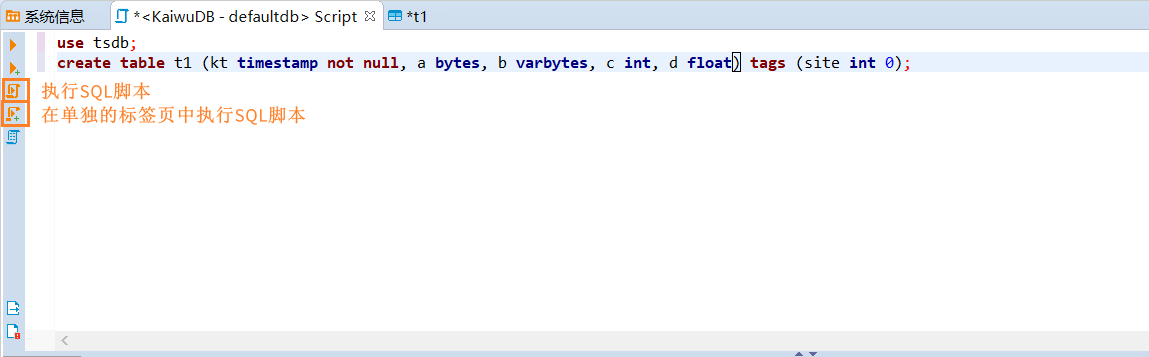 系统信息 *<KaiwuDB - defaultdb> Script *t1
use tsdb;
create table t1 (kt timestamp not null, a bytes, b varbytes, c int, d float) tags (site int 0);
执行SQL脚本
在单独的标签页中执行SQL脚本